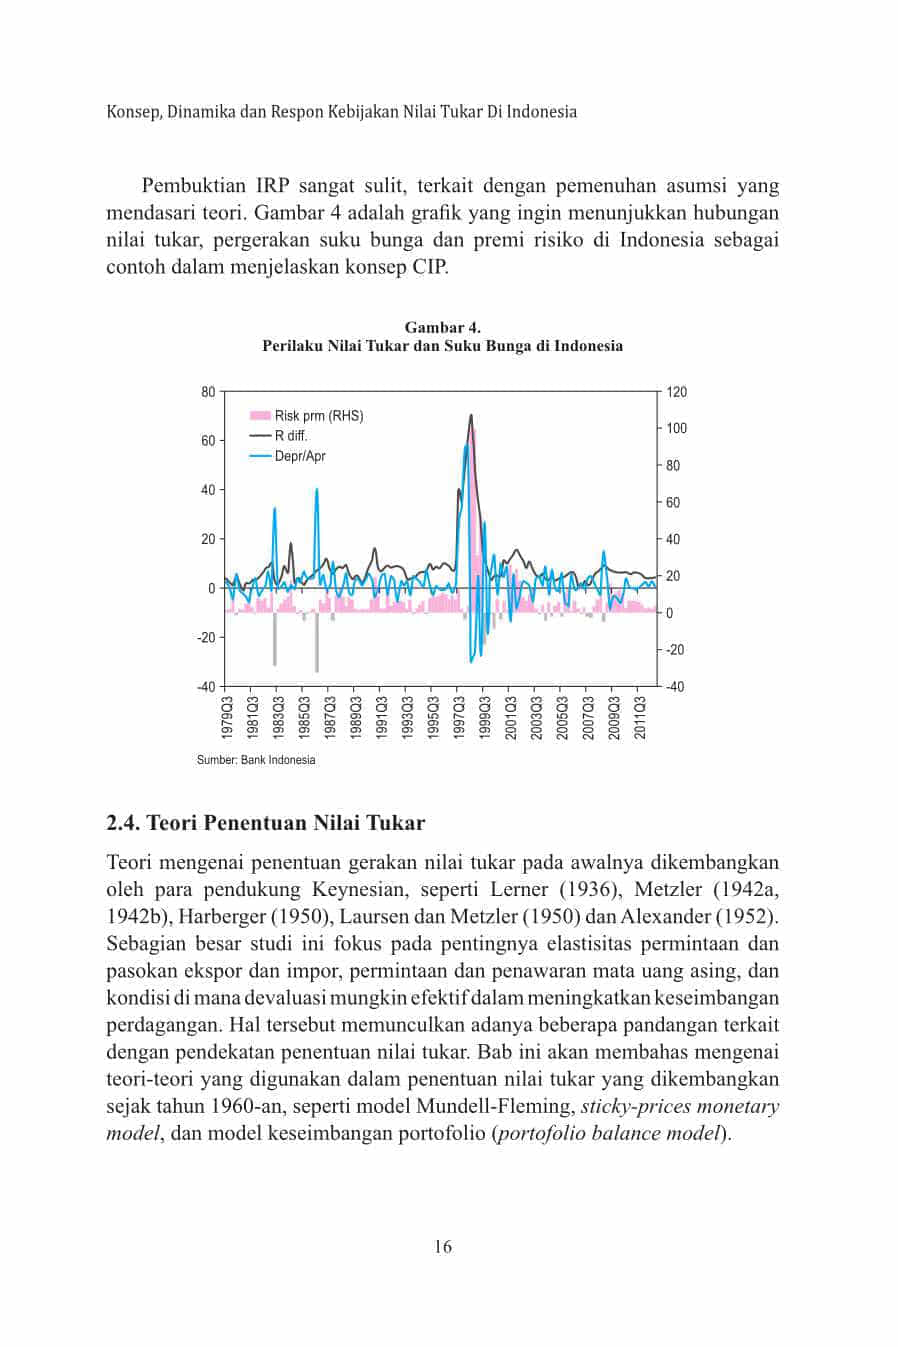 Konsep, Dinamika dan Respon Kebijakan Nilai Tukar Di Indonesia
Pembuktian IRP sangat sulit, terkait dengan pemenuhan asumsi yang
mendasari teori. Gambar 4 adalah grafik yang ingin menunjukkan hubungan
nilai tukar, pergerakan suku bunga dan premi risiko di Indonesia sebagai
contoh dalam menjelaskan konsep CIP.
Gambar 4.
Perilaku Nilai Tukar dan Suku Bunga di Indonesia
80
60
40
20
0
-20
-40
Risk prm (RHS)
R diff.
Depr/Apr
120
100
80
60
40
20
0
-20
-40
1979Q3
1981Q3
1983Q3
1985Q3
1987Q3
1989Q3
1991Q3
1993Q3
1995Q3
1997Q3
1999Q3
2001Q3
2003Q3
2005Q3
2007Q3
2009Q3
2011Q3
Sumber: Bank Indonesia
2.4. Teori Penentuan Nilai Tukar
Teori mengenai penentuan gerakan nilai tukar pada awalnya dikembangkan
oleh para pendukung Keynesian, seperti Lerner (1936), Metzler (1942a,
1942b), Harberger (1950), Laursen dan Metzler (1950) dan Alexander (1952).
Sebagian besar studi ini fokus pada pentingnya elastisitas permintaan dan
pasokan ekspor dan impor, permintaan dan penawaran mata uang asing, dan
kondisi di mana devaluasi mungkin efektif dalam meningkatkan keseimbangan
perdagangan. Hal tersebut memunculkan adanya beberapa pandangan terkait
dengan pendekatan penentuan nilai tukar. Bab ini akan membahas mengenai
teori-teori yang digunakan dalam penentuan nilai tukar yang dikembangkan
sejak tahun 1960-an, seperti model Mundell-Fleming, sticky-prices monetary
model, dan model keseimbangan portofolio (portofolio balance model).
16